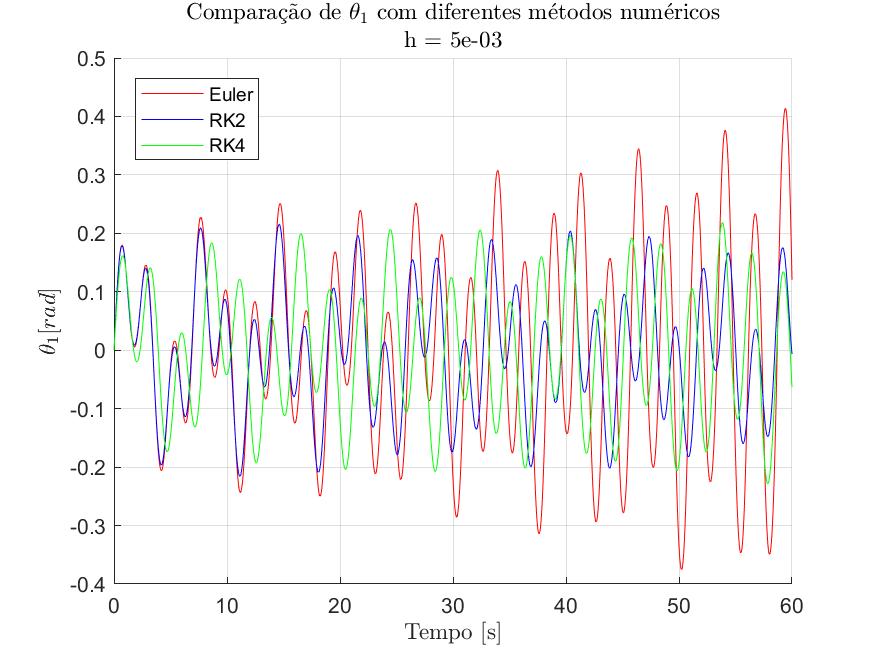 Comparação de θ₁ com diferentes métodos numéricos
h = 5e-03
0.5
0.4
0.3
0.2
0.1
0
-0.1
-0.2
-0.3
-0.4
Euler
RK2
RK4
θ₁[rad]
0 10 20 30 40 50 60
Tempo [s]